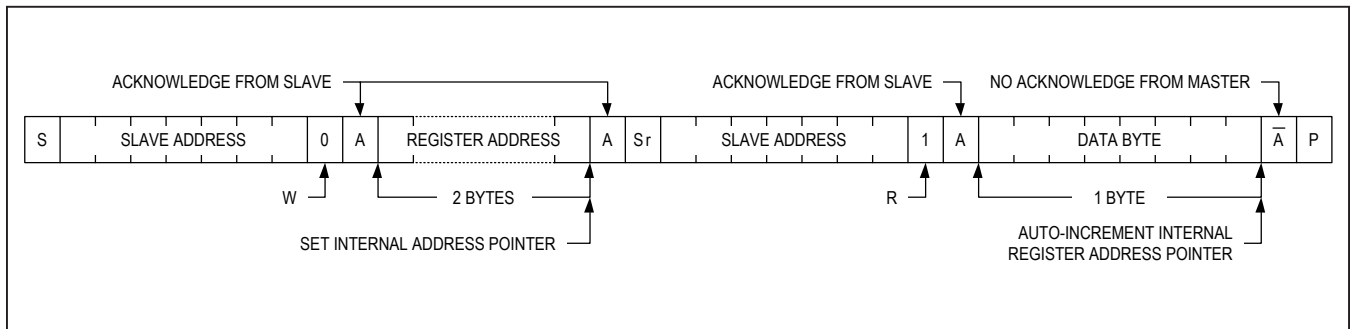 ACKNOWLEDGE FROM SLAVE ACKNOWLEDGE FROM SLAVE NO ACKNOWLEDGE FROM MASTER
S SLAVE ADDRESS 0 A REGISTER ADDRESS A Sr SLAVE ADDRESS 1 A DATA BYTE A̅ P
W 2 BYTES R 1 BYTE
SET INTERNAL ADDRESS POINTER
AUTO-INCREMENT INTERNAL
REGISTER ADDRESS POINTER